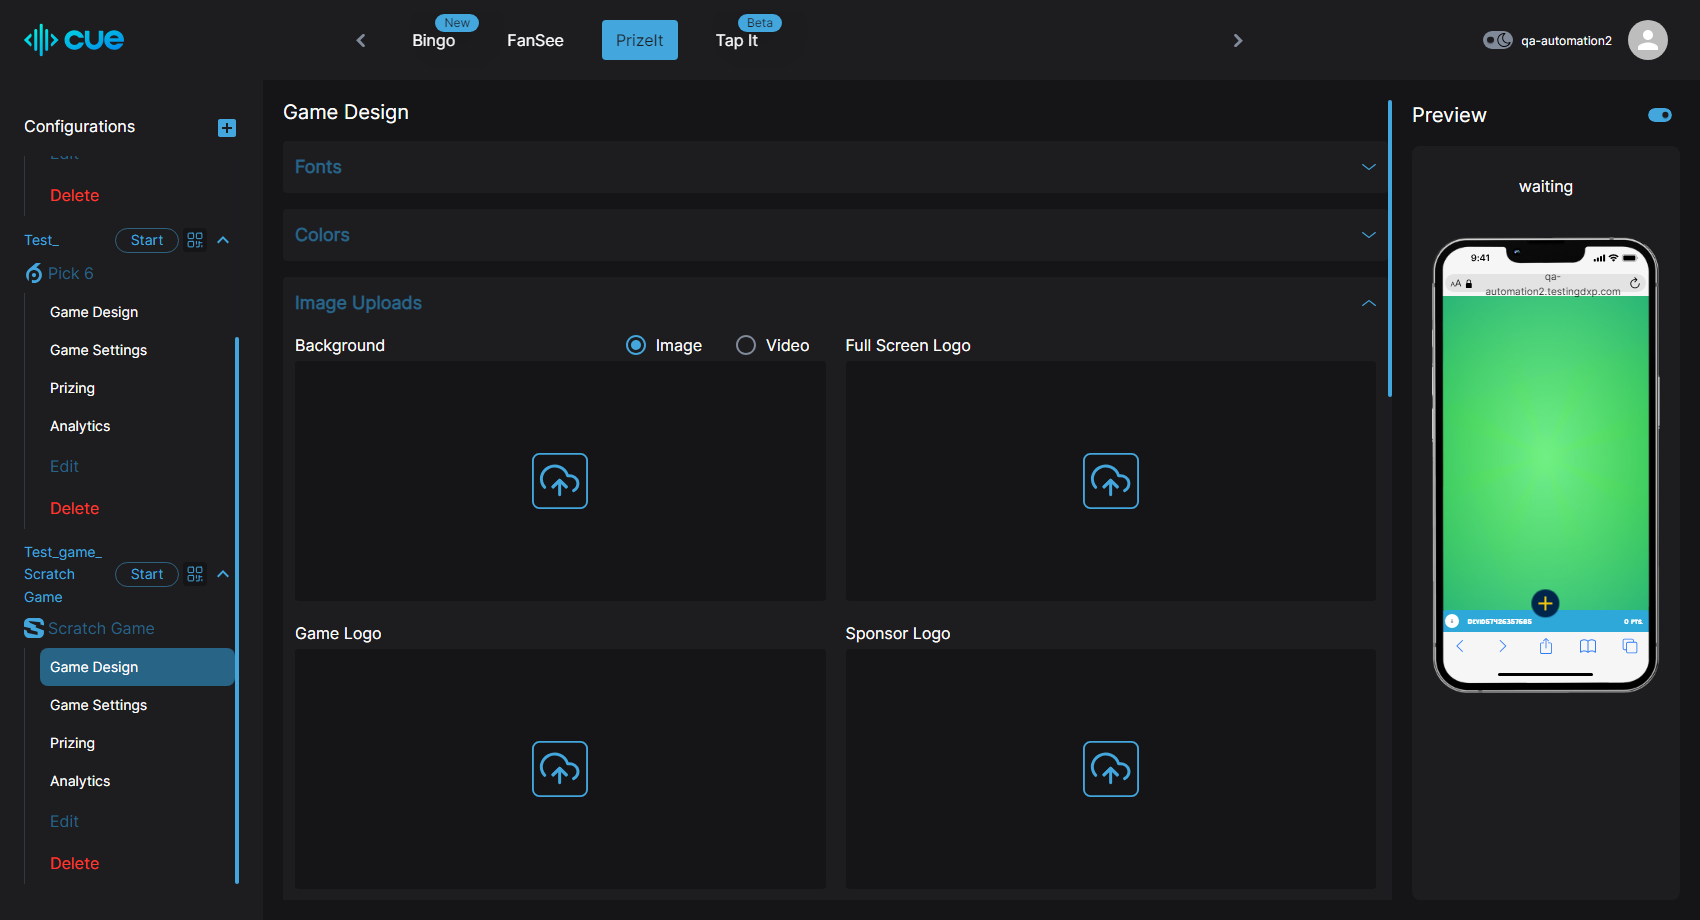 cue
New
Beta
Bingo
FanSee
PrizeIt
Tap It
qa-automation2
Configurations
Edit
Delete
Test_
Start
Pick 6
Game Design
Game Settings
Prizing
Analytics
Edit
Delete
Test_game_
Scratch
Game
Start
Scratch Game
Game Design
Game Settings
Prizing
Analytics
Edit
Delete
Game Design
Fonts
Colors
Image Uploads
Background
Image
Video
Full Screen Logo
Game Logo
Sponsor Logo
Preview
waiting
9:41
AA
qa-
automation2.testingdxp.com
0 PTS.